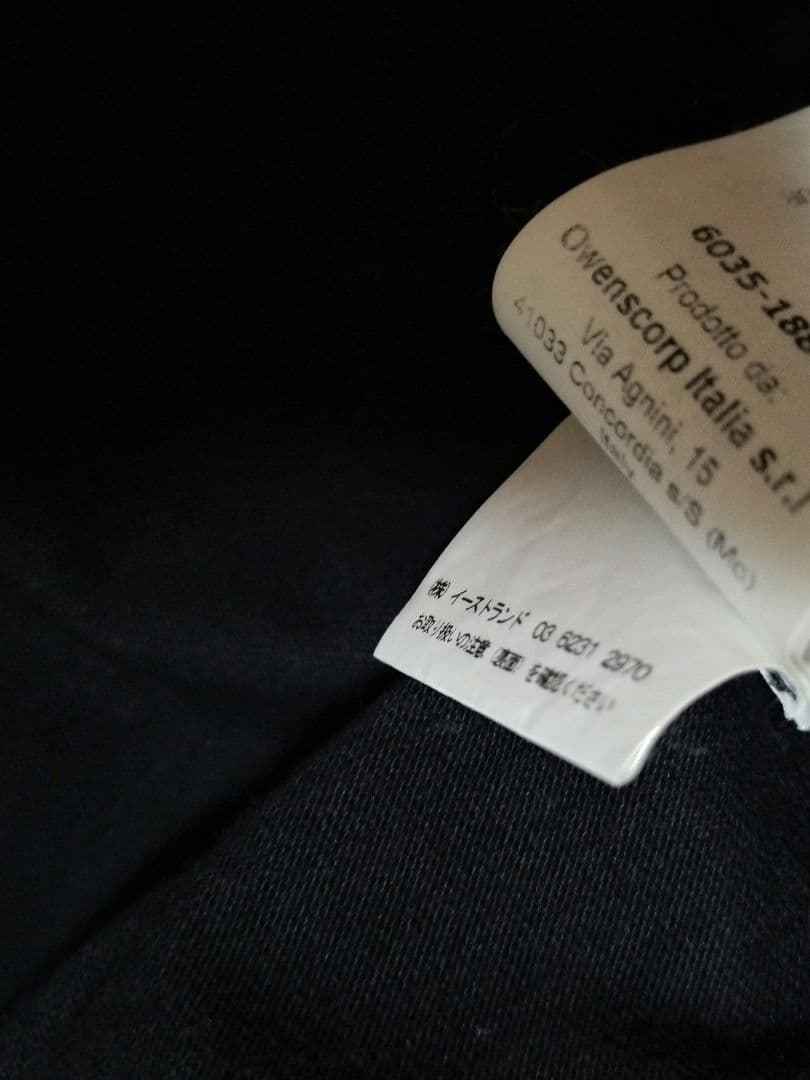 6035-188
Prodotto da:
Owenscorp Italia s.r.l
Via Agnini, 15
41033 Concordia s/S (Mo)
Italy
(株) イーストランド 03 6231 2970
お取り扱いの注意（裏面）を確認ください